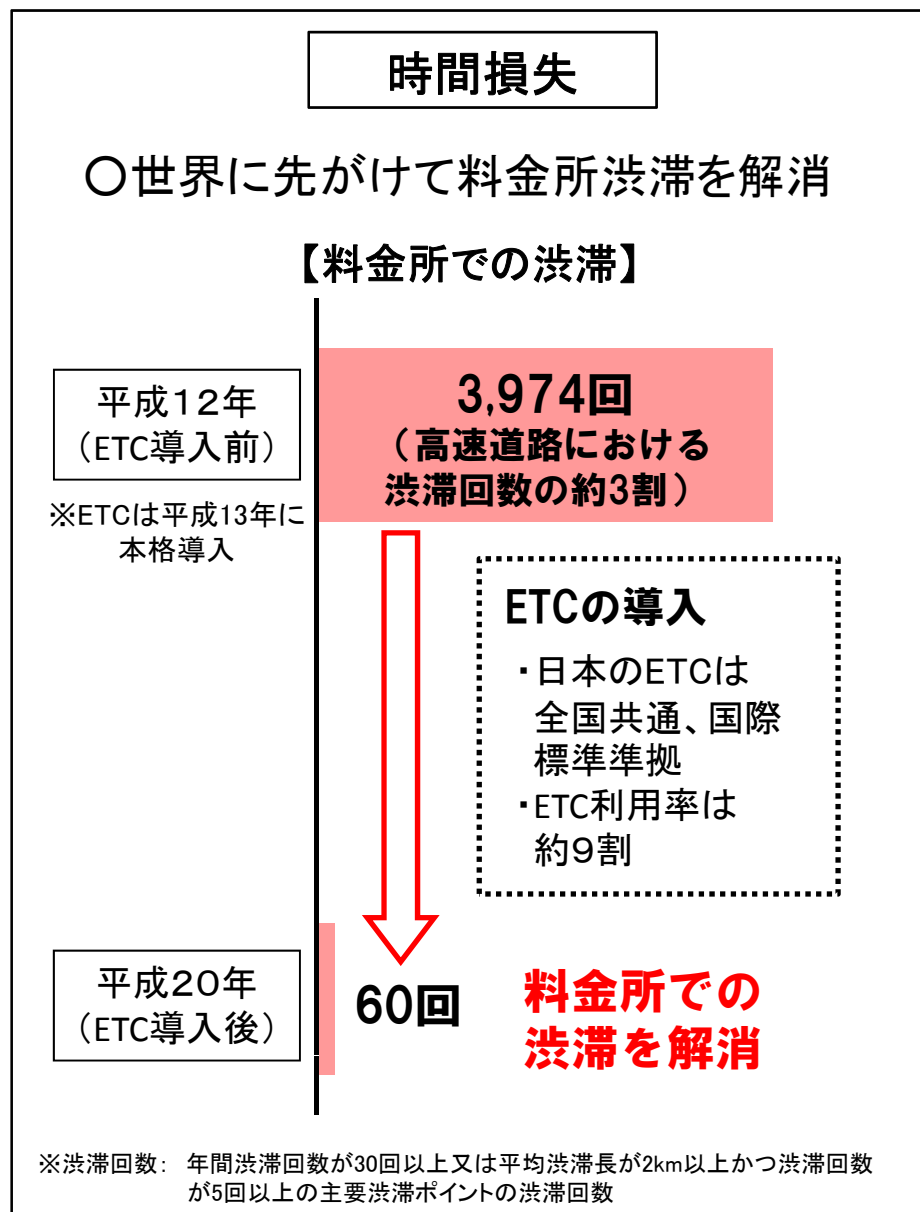 時間損失
○世界に先がけて料金所渋滞を解消
【料金所での渋滞】
平成１２年
（ETC導入前）
※ETCは平成13年に
本格導入
3,974回
（高速道路における
渋滞回数の約3割）
ETCの導入
・日本のETCは
全国共通、国際
標準準拠
・ETC利用率は
約９割
平成２０年
（ETC導入後）
60回
料金所での
渋滞を解消
※渋滞回数： 年間渋滞回数が30回以上又は平均渋滞長が2km以上かつ渋滞回数
が5回以上の主要渋滞ポイントの渋滞回数